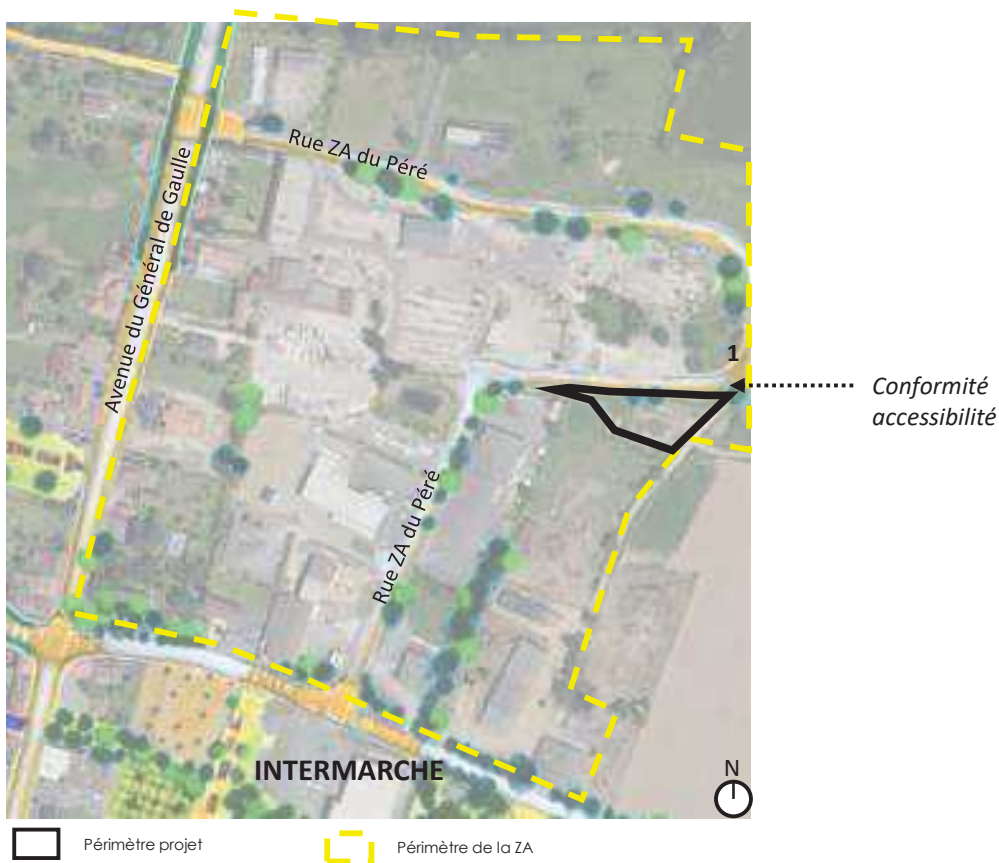 Rue ZA du Péré
Avenue du Général de Gaulle
1
Conformité
accessibilité
Rue ZA du Péré
INTERMARCHE
N
Périmètre projet
Périmètre de la ZA